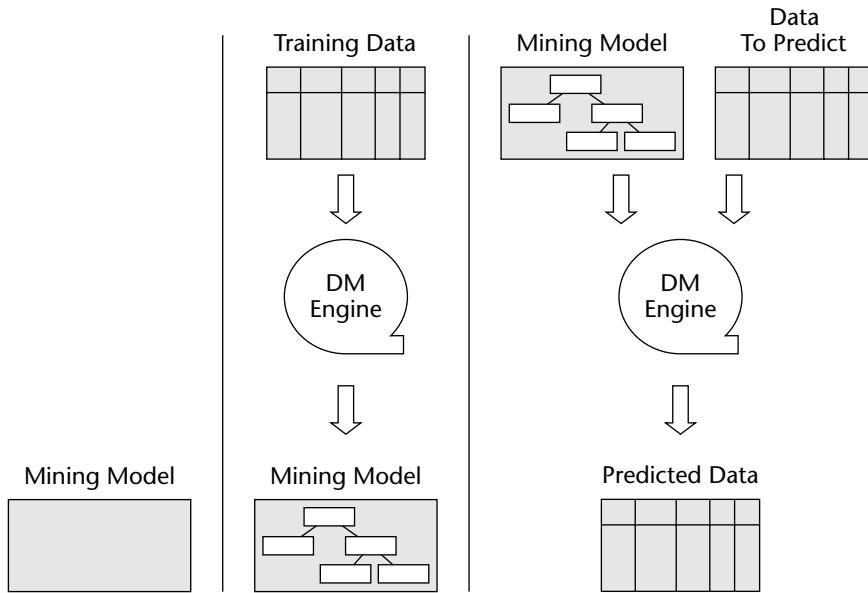 Mining Model
Training Data
DM
Engine
Mining Model
Mining Model
Data
To Predict
DM
Engine
Predicted Data